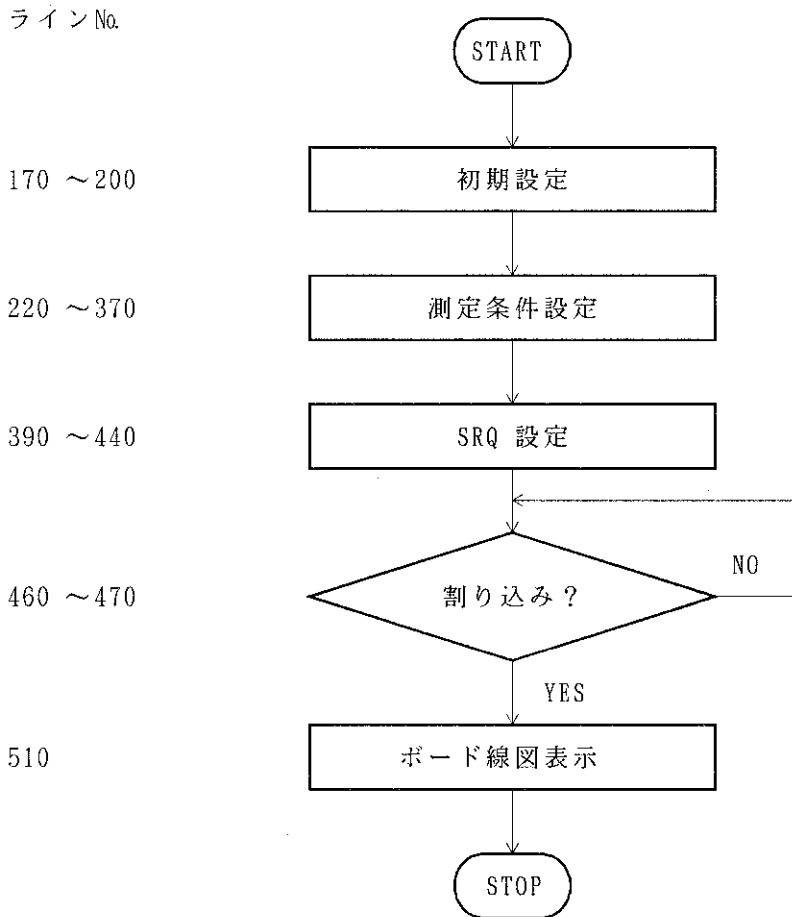 ラインNo.
START
170 ～200
初期設定
220 ～370
測定条件設定
390 ～440
SRQ 設定
460 ～470
割り込み？
NO
YES
510
ボード線図表示
STOP